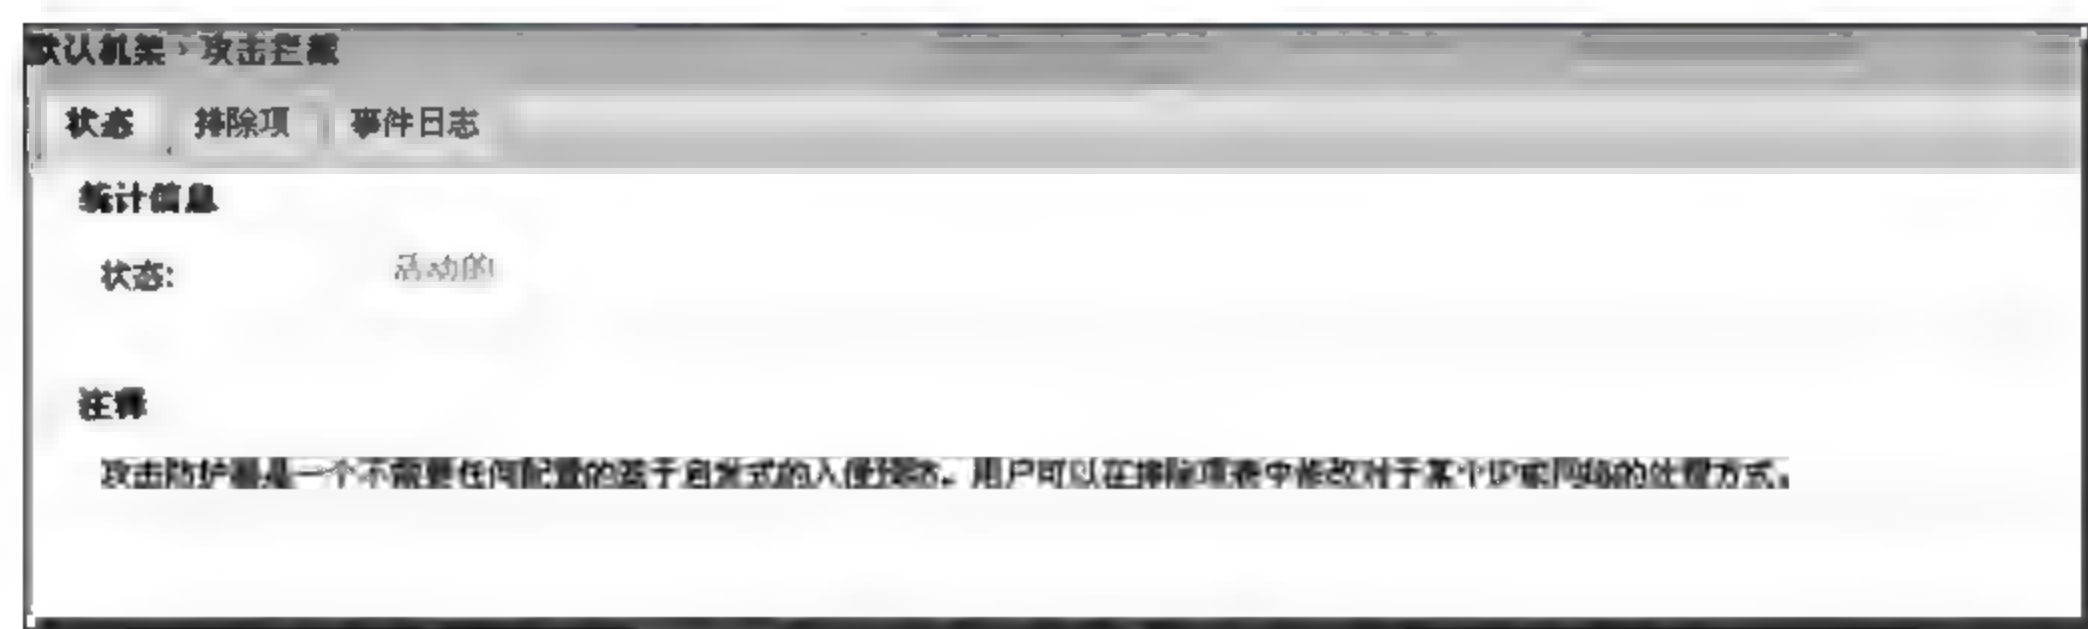 默认机架 › 攻击拦截
状态 排除项 事件日志
统计信息
状态: 活动的
注释
攻击防护器是一个不需要任何配置的基于启发式的入侵预防。用户可以在排除项表中修改对于某个IP或网络的处理方式。